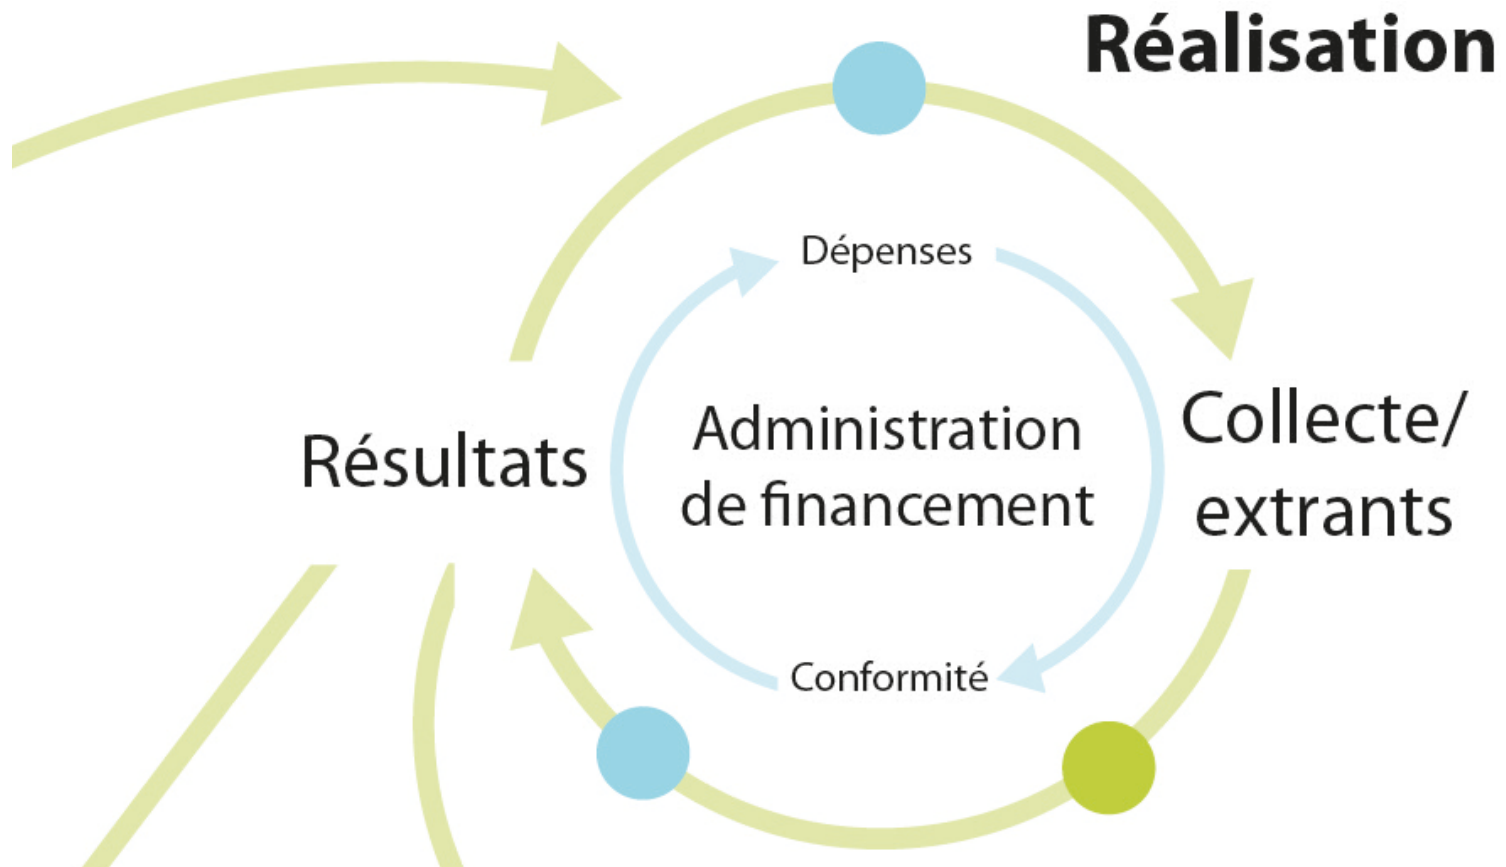 Réalisation
Dépenses
Administration
de financement
Résultats
Collecte/
extrants
Conformité